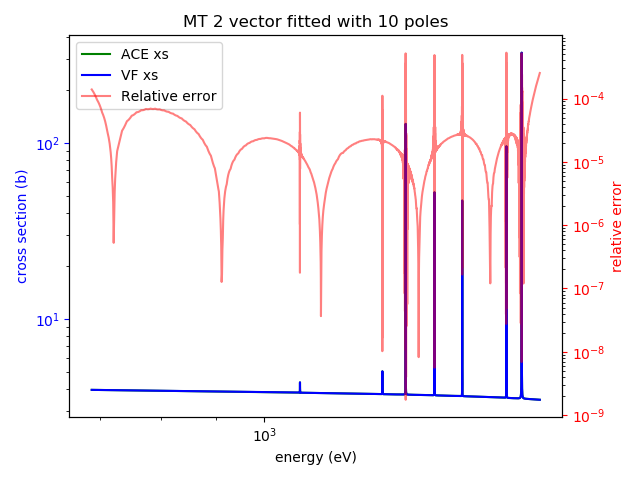 MT 2 vector fitted with 10 poles
ACE xs
VF xs
Relative error
cross section (b)
10²
10¹
10⁻⁴
10⁻⁵
10⁻⁶
10⁻⁷
10⁻⁸
10⁻⁹
relative error
10³
energy (eV)